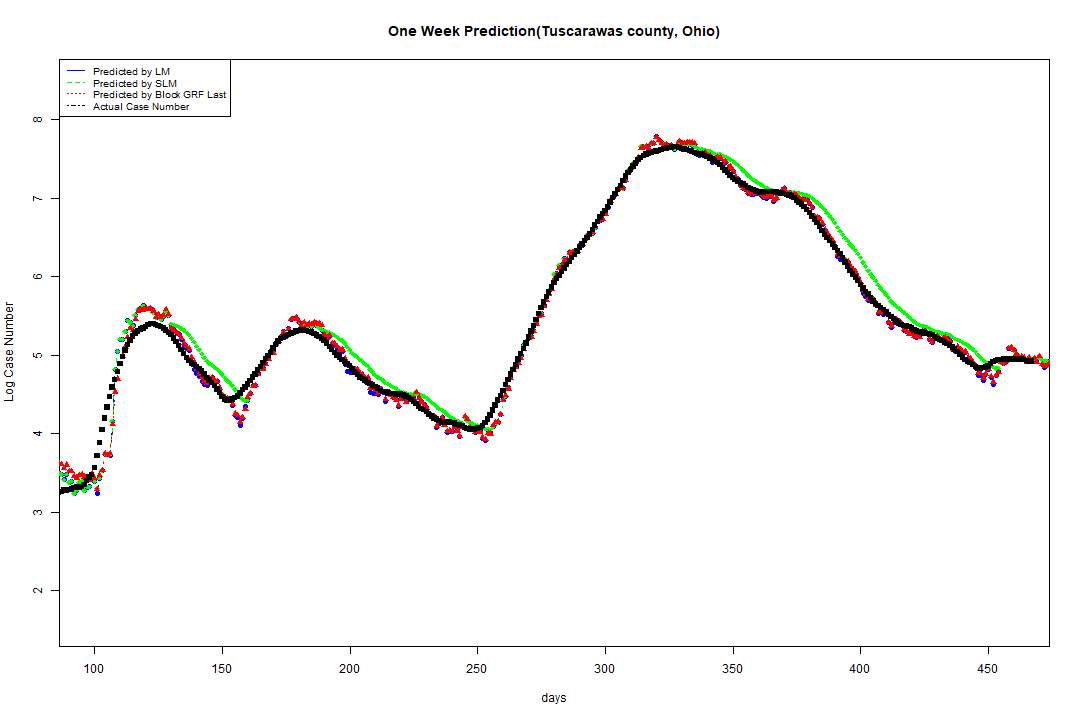 One Week Prediction(Tuscarawas county, Ohio)
Predicted by LM
Predicted by SLM
Predicted by Block GRF Last
Actual Case Number
8
7
6
5
4
3
2
Log Case Number
100 150 200 250 300 350 400 450
days